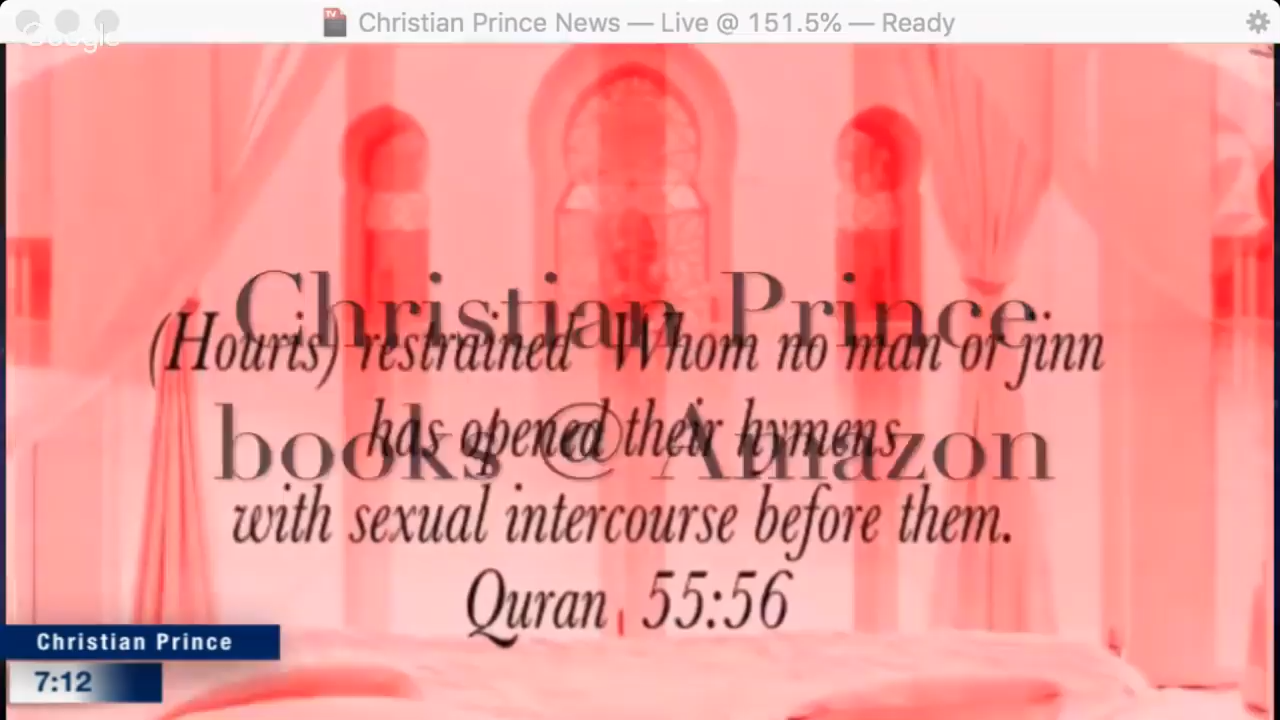 Christian Prince News — Live @ 151.5% — Ready
Google
Christian Prince
(Houris) restrained Whom no man or jinn
books @ Amazon
has opened their hymens
with sexual intercourse before them.
Quran 55:56
Christian Prince
7:12